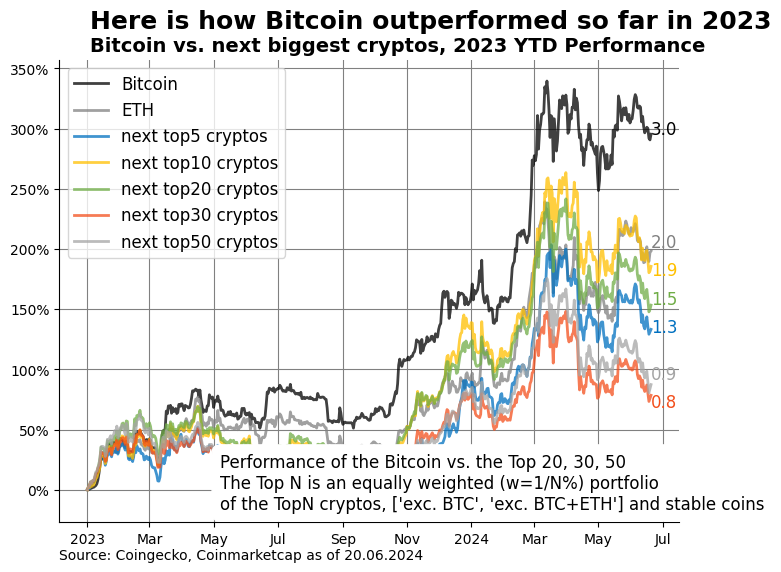 Here is how Bitcoin outperformed so far in 2023
Bitcoin vs. next biggest cryptos, 2023 YTD Performance
350%
300%
250%
200%
150%
100%
50%
0%
Bitcoin
ETH
next top5 cryptos
next top10 cryptos
next top20 cryptos
next top30 cryptos
next top50 cryptos
3.0
2.0
1.9
1.5
1.3
0.9
0.8
Performance of the Bitcoin vs. the Top 20, 30, 50
The Top N is an equally weighted (w=1/N%) portfolio
of the TopN cryptos, ['exc. BTC', 'exc. BTC+ETH'] and stable coins
2023 Mar May Jul Sep Nov 2024 Mar May Jul
Source: Coingecko, Coinmarketcap as of 20.06.2024